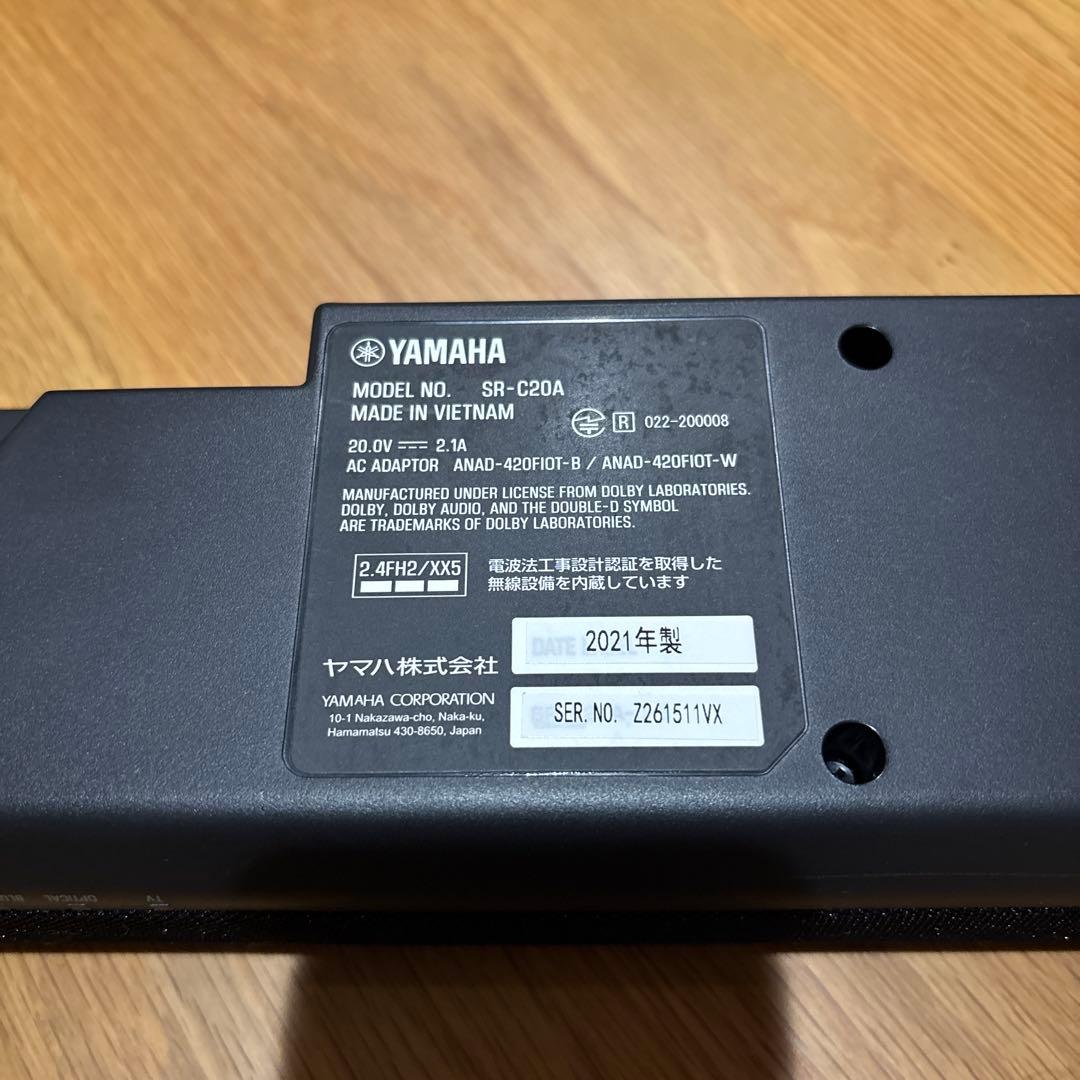 YAMAHA
MODEL NO. SR-C20A
MADE IN VIETNAM
R 022-200008
20.0V 2.1A
AC ADAPTOR ANAD-420FIOT-B / ANAD-420FIOT-W
MANUFACTURED UNDER LICENSE FROM DOLBY LABORATORIES.
DOLBY, DOLBY AUDIO, AND THE DOUBLE-D SYMBOL
ARE TRADEMARKS OF DOLBY LABORATORIES.
2.4FH2/XX5
電波法工事設計認証を取得した
無線設備を内蔵しています
DATE
2021年製
ヤマハ株式会社
YAMAHA CORPORATION
10-1 Nakazawa-cho, Naka-ku,
Hamamatsu 430-8650, Japan
SER. NO. Z261511VX
TV
OPTICAL